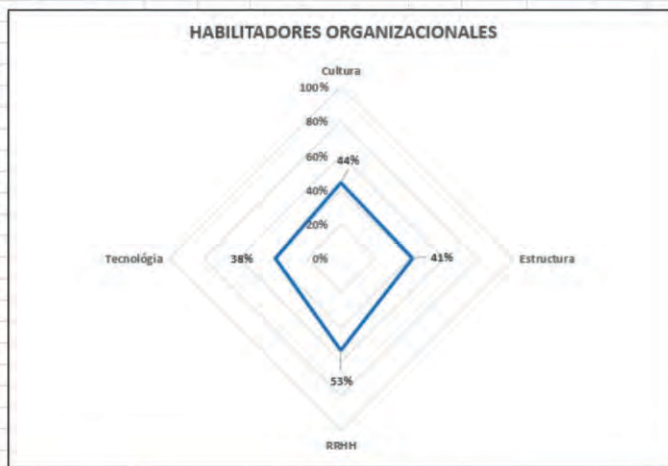 HABILITADORES ORGANIZACIONALES
Cultura
100%
80%
60%
44%
40%
20%
Tecnológia
38%
0%
41%
Estructura
53%
RRHH